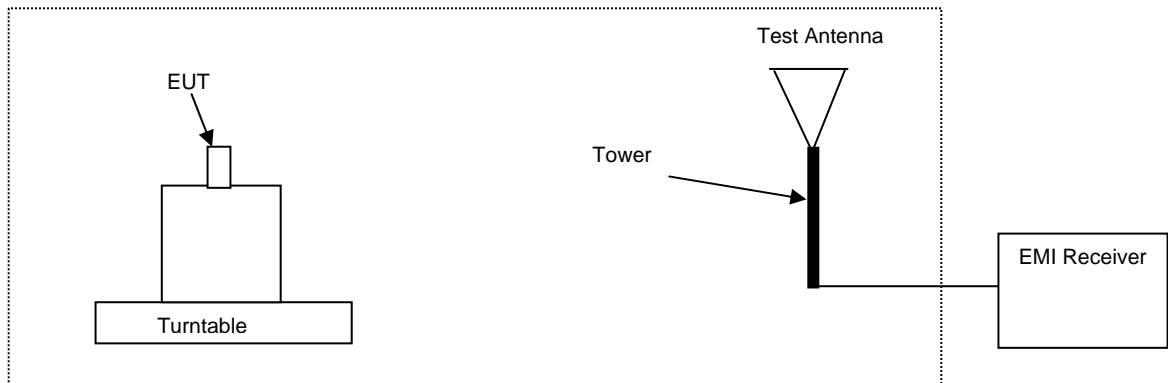 Test Antenna
EUT
Tower
EMI Receiver
Turntable